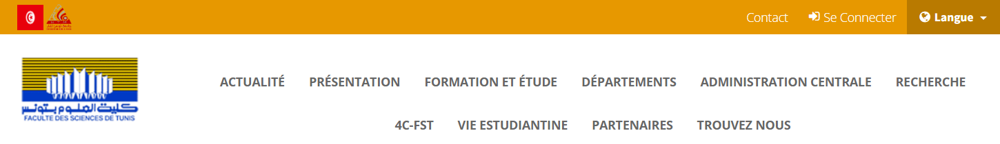 Contact Se Connecter Langue
ACTUALITÉ PRÉSENTATION FORMATION ET ÉTUDE DÉPARTEMENTS ADMINISTRATION CENTRALE RECHERCHE
كلية العلوم بتونس
FACULTE DES SCIENCES DE TUNIS
4C-FST VIE ESTUDIANTINE PARTENAIRES TROUVEZ NOUS